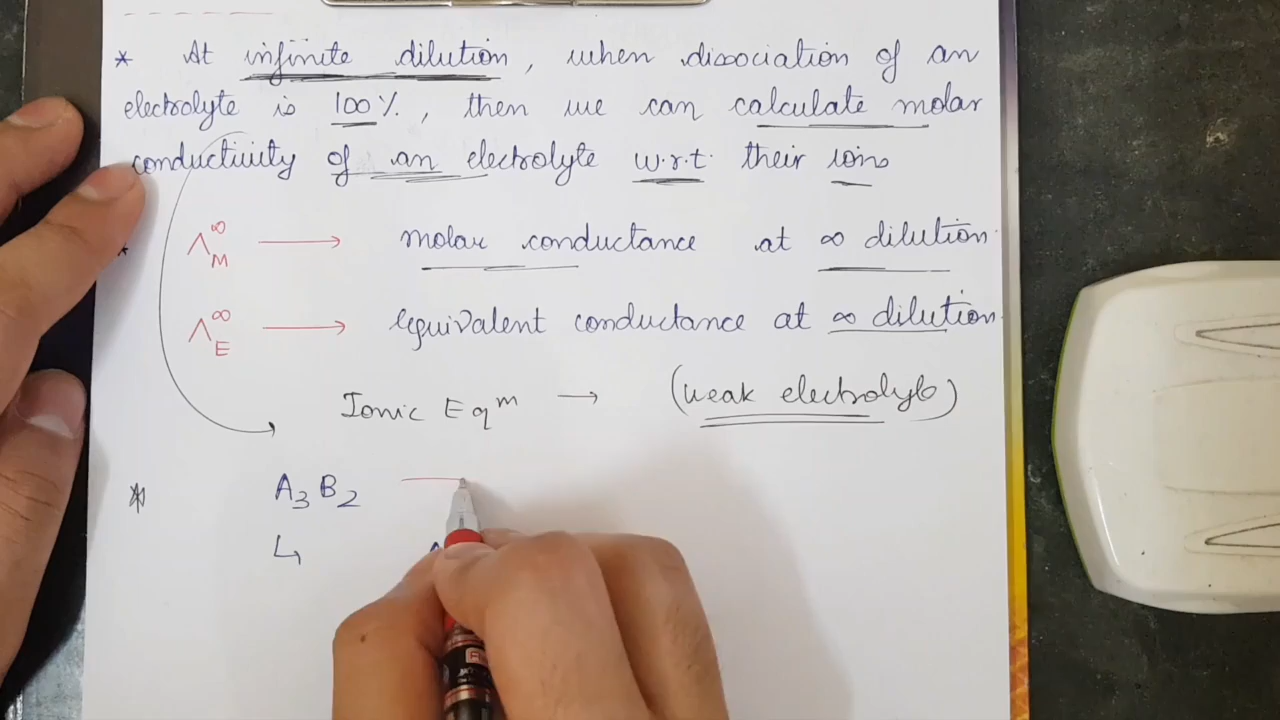 * At infinite dilution, when dissociation of an
electrolyte is 100%, then we can calculate molar
conductivity of an electrolyte w.r.t. their ions
Λ∞M → molar conductance at ∞ dilution.
Λ∞E → equivalent conductance at ∞ dilution.
Ionic Eqm → (weak electrolyte)
* A3B2
↳